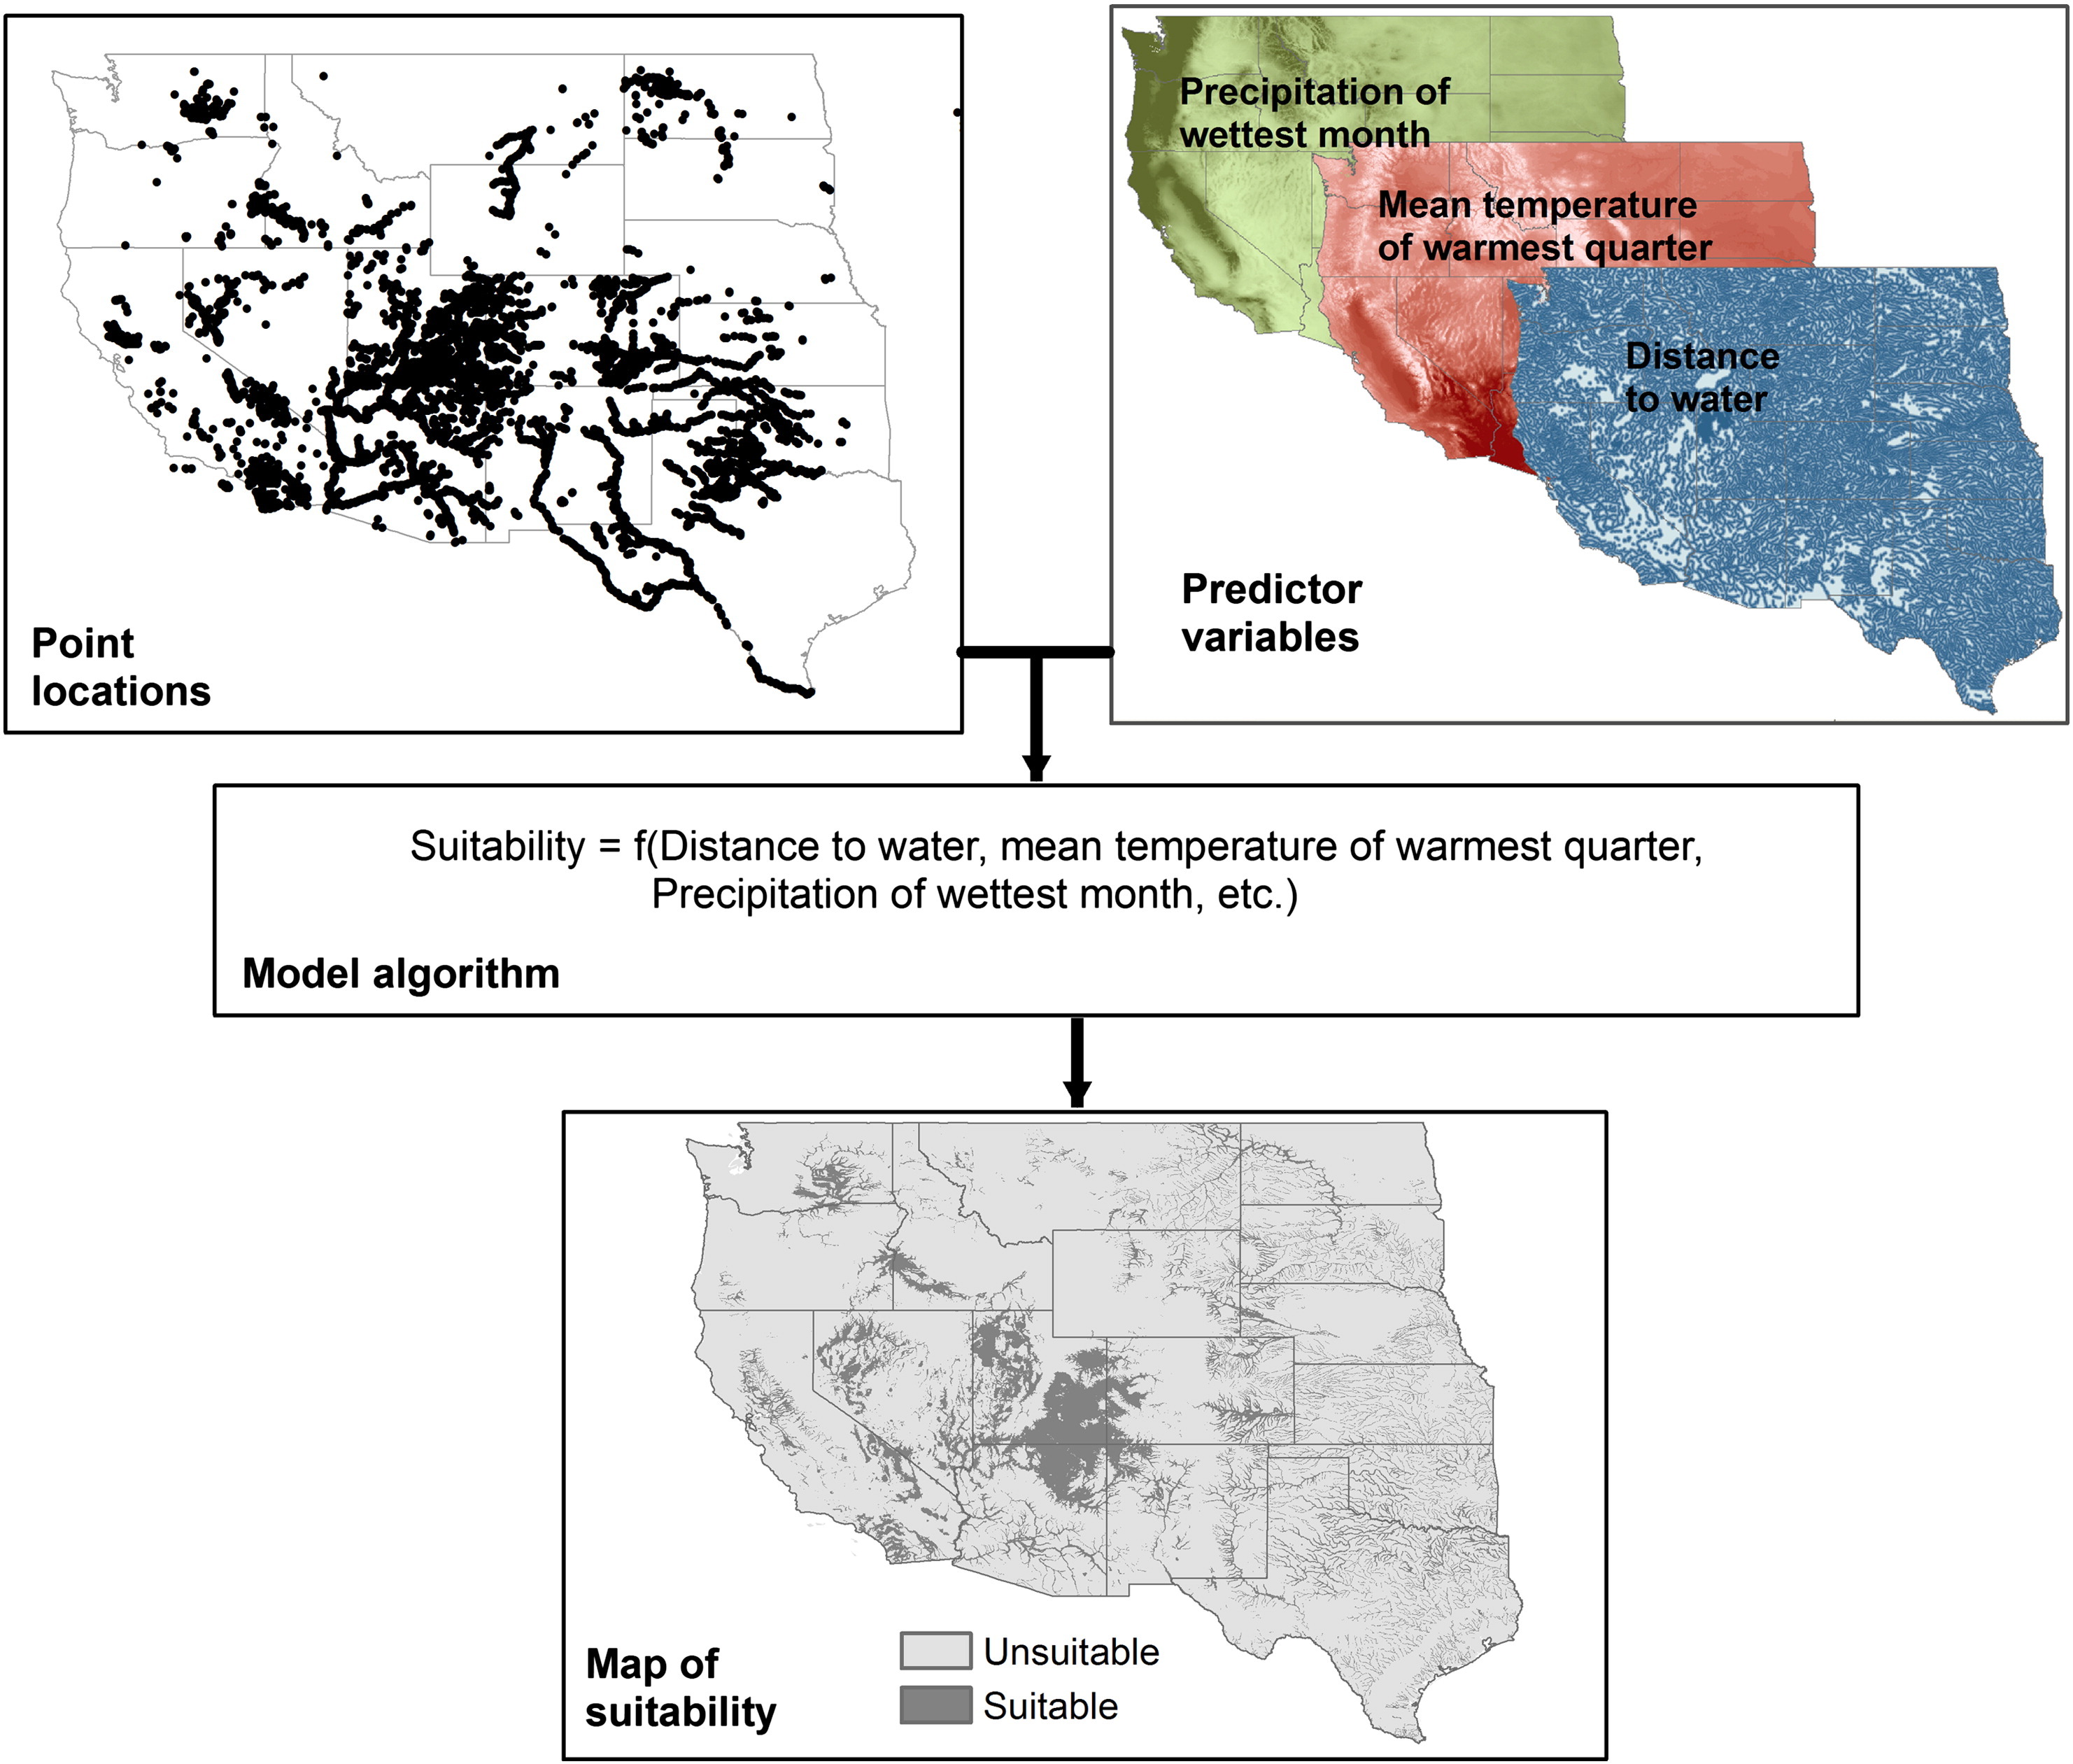 Point
locations
Precipitation of
wettest month
Mean temperature
of warmest quarter
Distance
to water
Predictor
variables
Suitability = f(Distance to water, mean temperature of warmest quarter,
Precipitation of wettest month, etc.)
Model algorithm
Unsuitable
Suitable
Map of
suitability